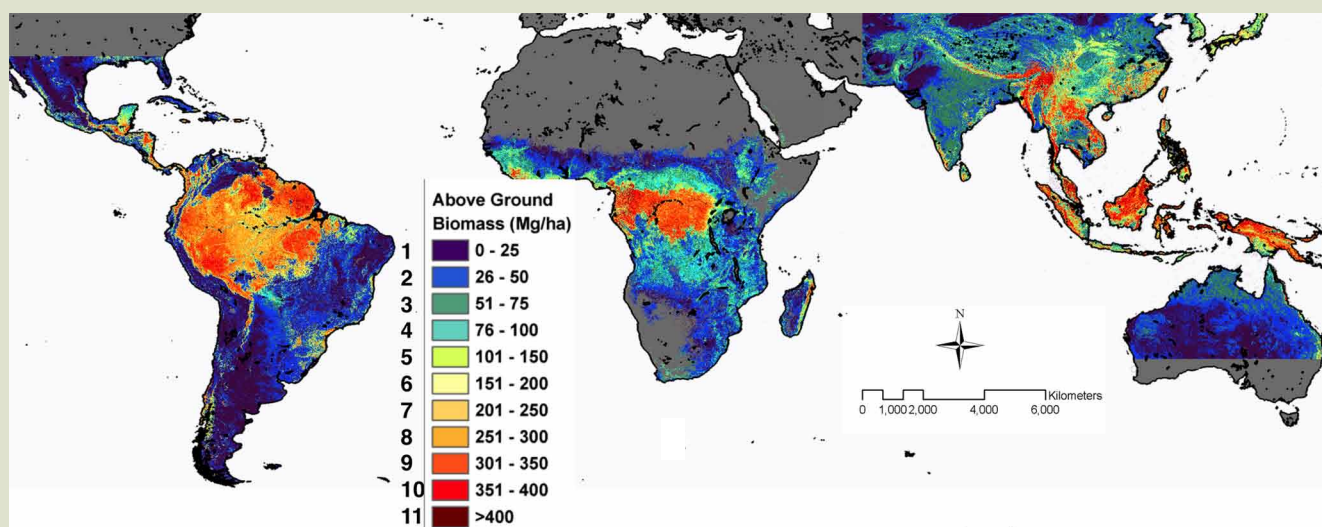 Above Ground
Biomass (Mg/ha)
1 0 - 25
2 26 - 50
3 51 - 75
4 76 - 100
5 101 - 150
6 151 - 200
7 201 - 250
8 251 - 300
9 301 - 350
10 351 - 400
11 >400
N
Kilometers
0 1,000 2,000 4,000 6,000